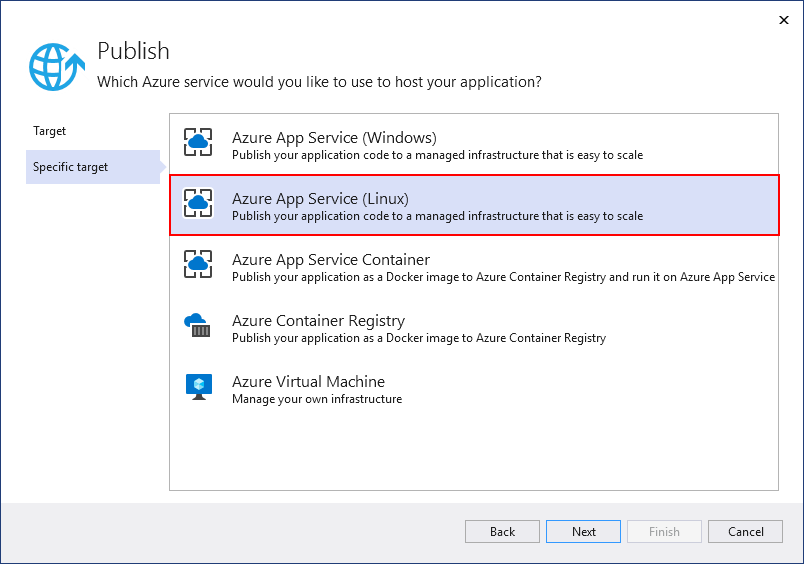 Publish
Which Azure service would you like to use to host your application?
Target
Specific target
Azure App Service (Windows)
Publish your application code to a managed infrastructure that is easy to scale
Azure App Service (Linux)
Publish your application code to a managed infrastructure that is easy to scale
Azure App Service Container
Publish your application as a Docker image to Azure Container Registry and run it on Azure App Service
Azure Container Registry
Publish your application as a Docker image to Azure Container Registry
Azure Virtual Machine
Manage your own infrastructure
Back
Next
Finish
Cancel